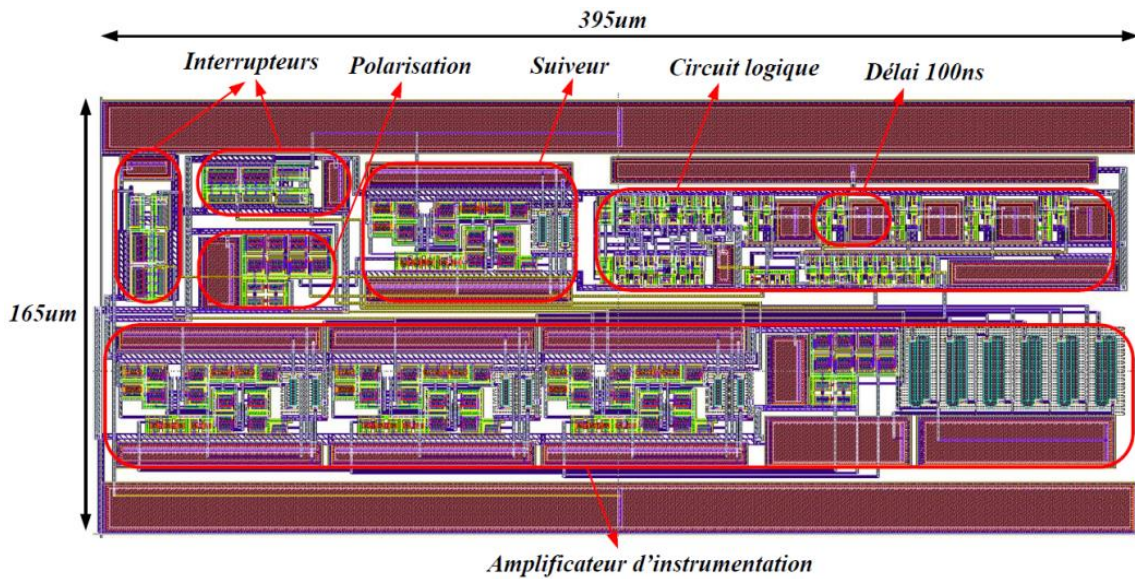 395um
Interrupteurs
Polarisation
Suiveur
Circuit logique
Délai 100ns
165um
Amplificateur d'instrumentation